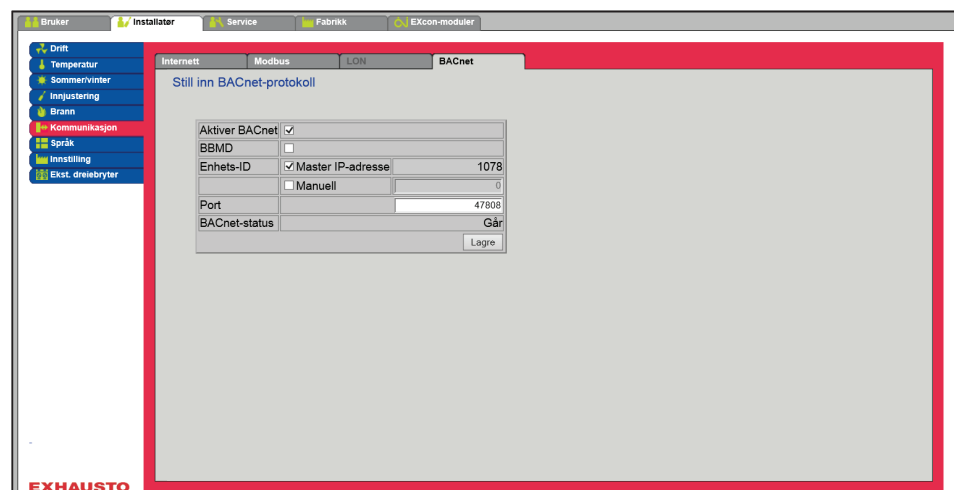 Bruker Installatør Service Fabrikk EXcon-moduler
Drift
Temperatur
Sommer/vinter
Innjustering
Brann
Kommunikasjon
Språk
Innstilling
Ekst. dreiebryter
Internett Modbus LON BACnet
Still inn BACnet-protokoll
Aktiver BACnet
BBMD
Enhets-ID Master IP-adresse 1078
Manuell 0
Port 47808
BACnet-status Går
Lagre
-
EXHAUSTO